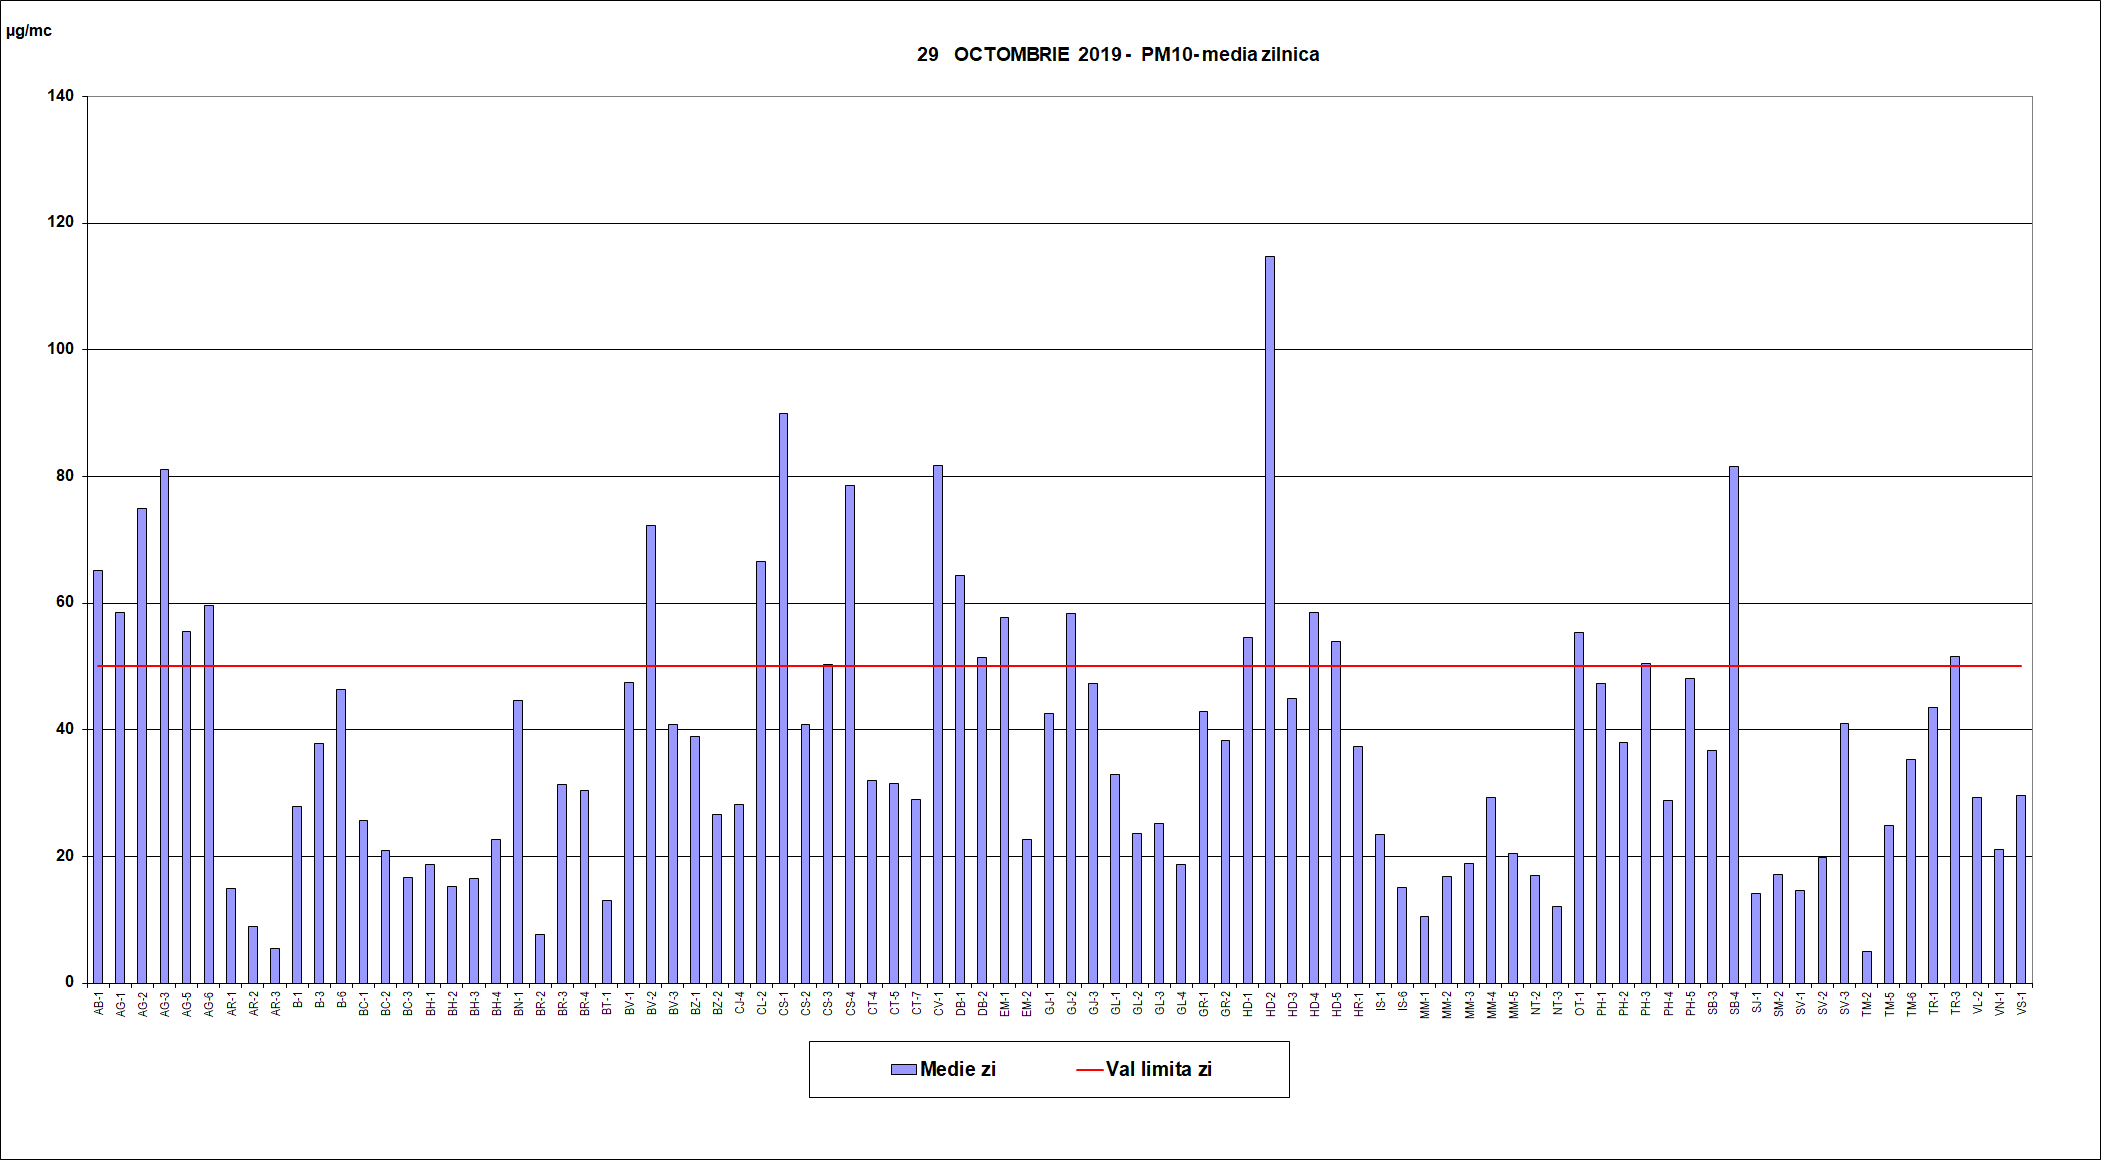 µg/mc
29 OCTOMBRIE 2019 - PM10- media zilnica
140
120
100
80
60
40
20
0
AB-1 AG-1 AG-2 AG-3 AG-5 AG-6 AR-1 AR-2 AR-3 B-1 B-3 B-6 BC-1 BC-2 BC-3 BH-1 BH-2 BH-3 BH-4 BN-1 BR-2 BR-3 BR-4 BT-1 BV-1 BV-2 BV-3 BZ-1 BZ-2 CJ-4 CL-2 CS-1 CS-2 CS-3 CS-4 CT-4 CT-5 CT-7 CV-1 DB-1 DB-2 EM-1 EM-2 GJ-1 GJ-2 GJ-3 GL-1 GL-2 GL-3 GL-4 GR-1 GR-2 HD-1 HD-2 HD-3 HD-4 HD-5 HR-1 IS-1 IS-6 MM-1 MM-2 MM-3 MM-4 MM-5 NT-2 NT-3 OT-1 PH-1 PH-2 PH-3 PH-4 PH-5 SB-3 SB-4 SJ-1 SM-2 SV-1 SV-2 SV-3 TM-2 TM-5 TM-6 TR-1 TR-3 VL-2 VN-1 VS-1
Medie zi Val limita zi